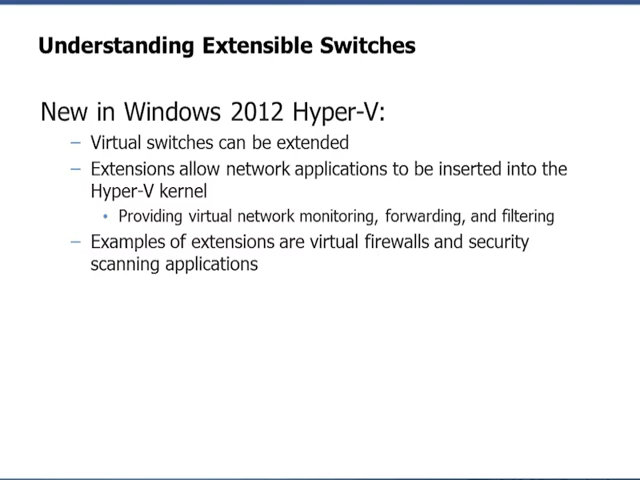 Understanding Extensible Switches
New in Windows 2012 Hyper-V:
– Virtual switches can be extended
– Extensions allow network applications to be inserted into the
Hyper-V kernel
• Providing virtual network monitoring, forwarding, and filtering
– Examples of extensions are virtual firewalls and security
scanning applications